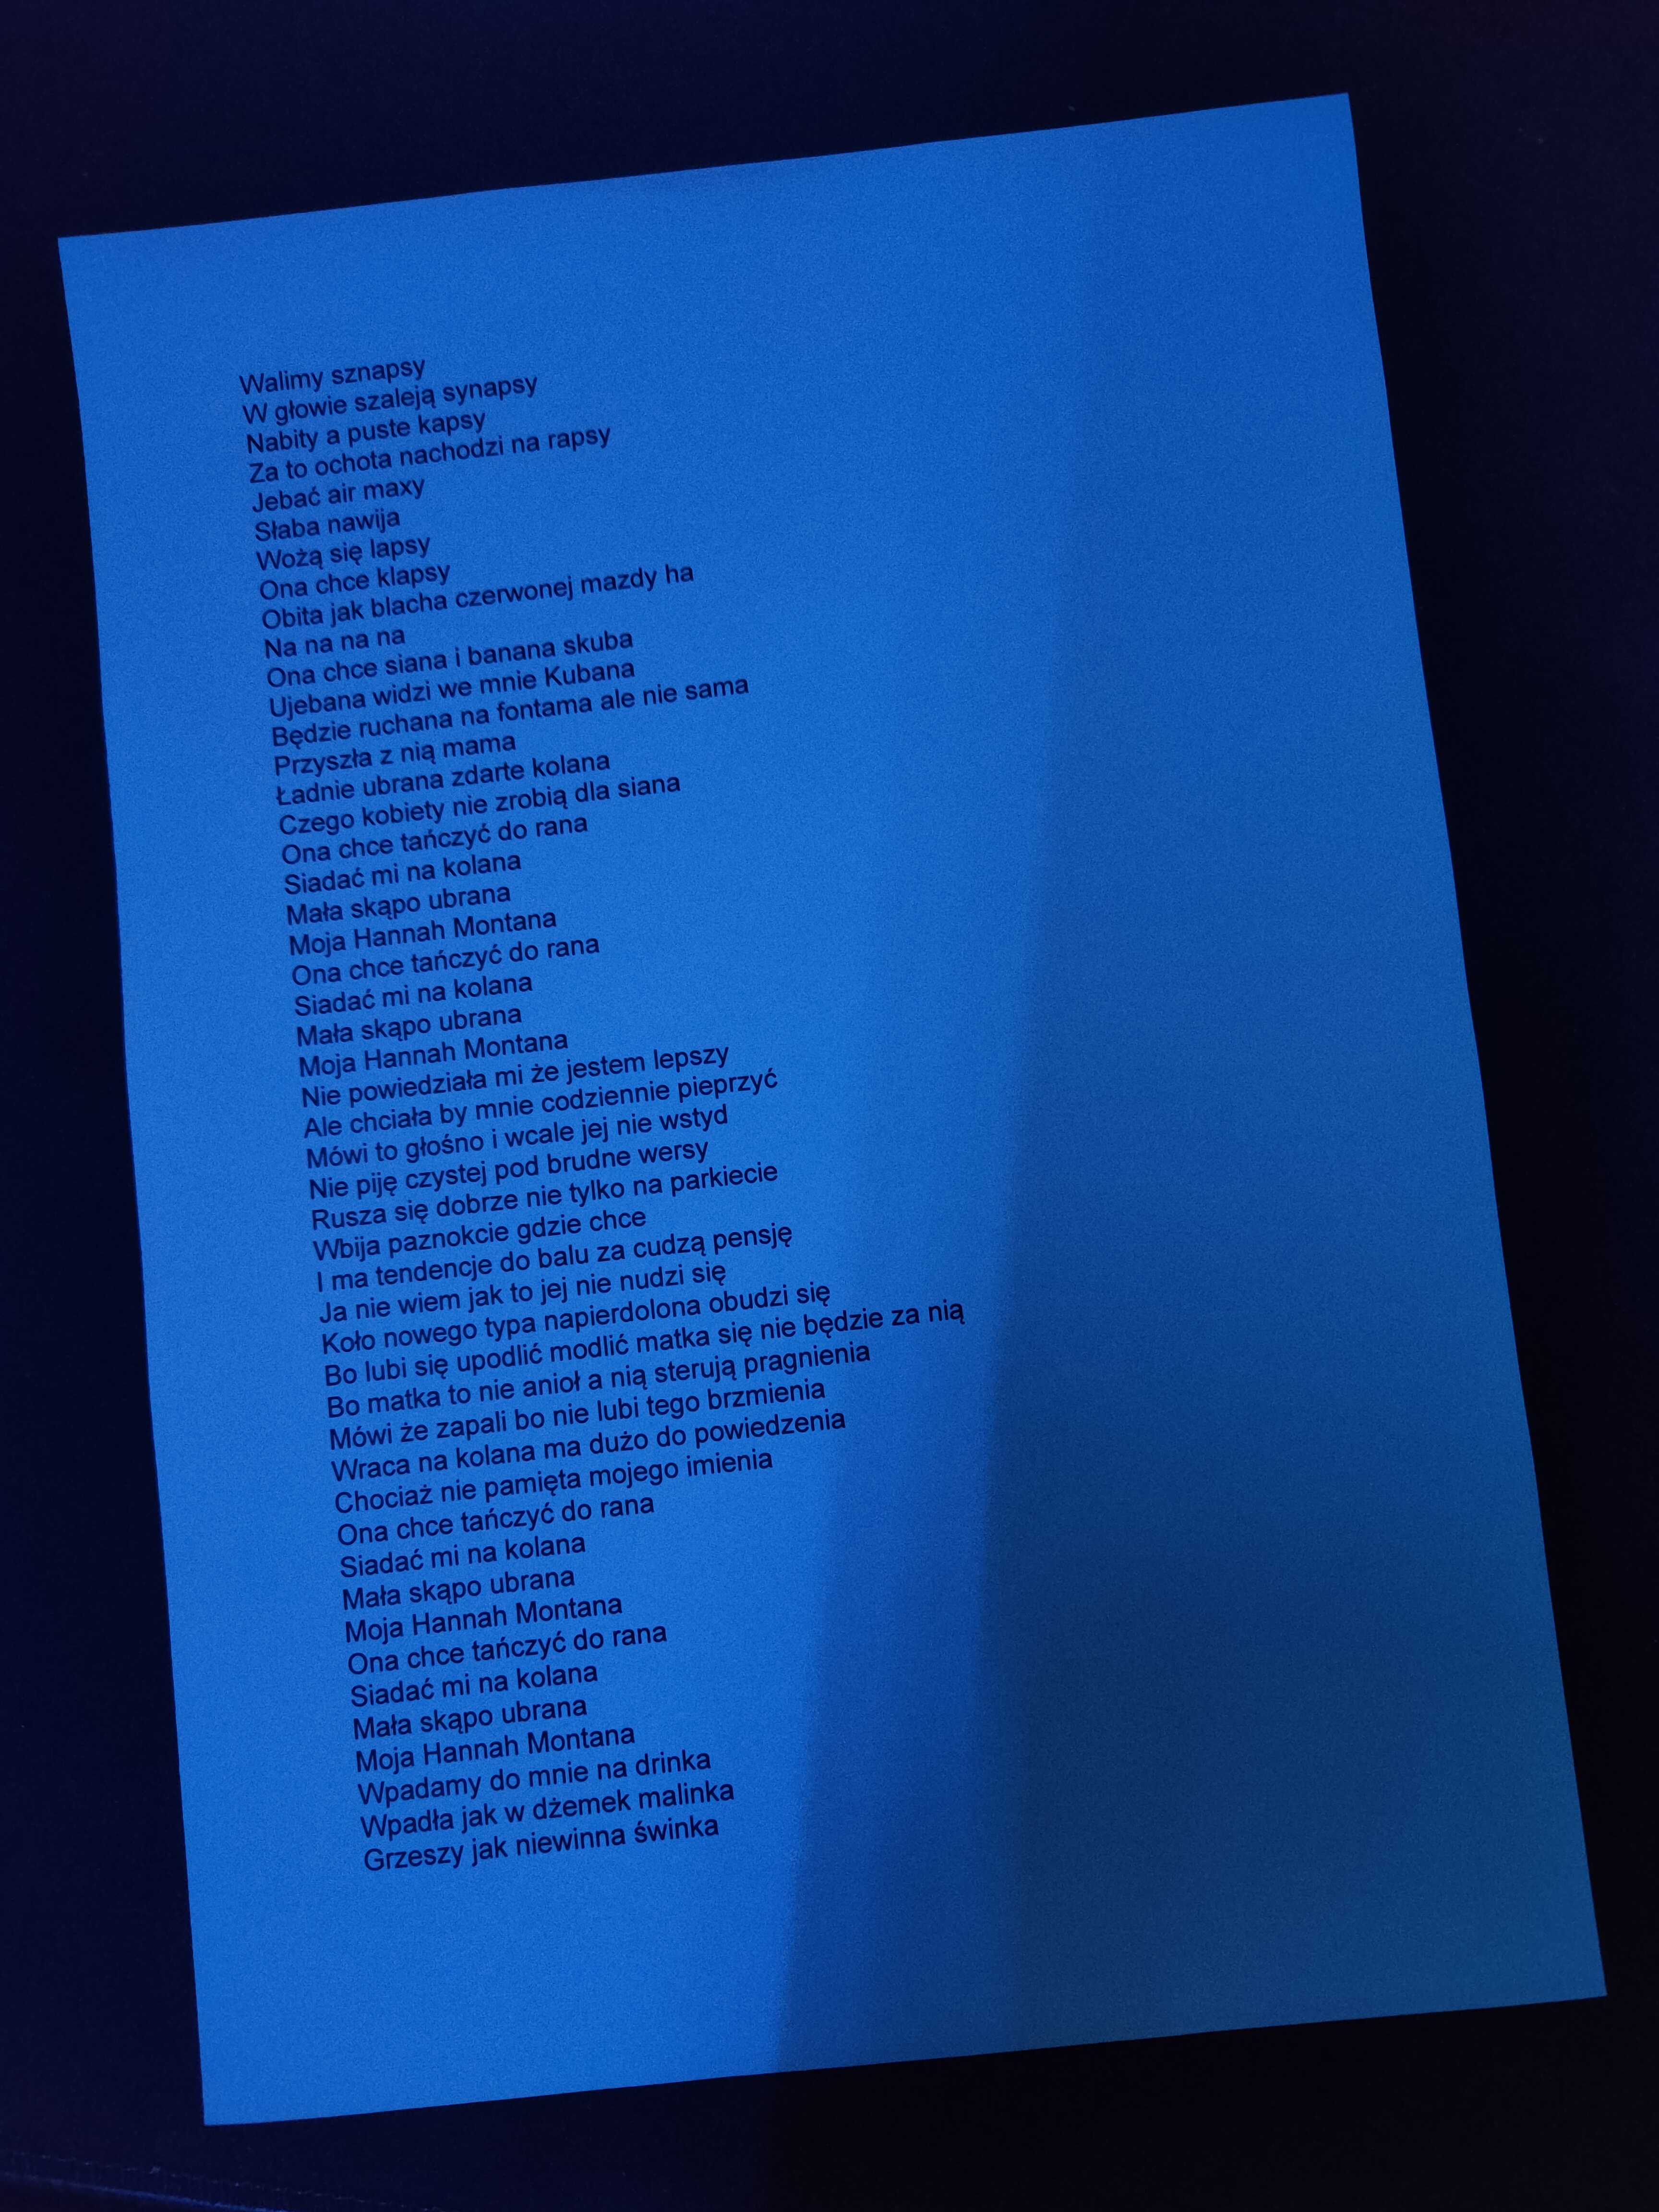 Walimy sznapsy
W głowie szaleją synapsy
Nabity a puste kapsy
Za to ochota nachodzi na rapsy
Jebać air maxy
Słaba nawija
Wożą się lapsy
Ona chce klapsy
Obita jak blacha czerwonej mazdy ha
Na na na na
Ona chce siana i banana skuba
Ujebana widzi we mnie Kubana
Będzie ruchana na fontama ale nie sama
Przyszła z nią mama
Ładnie ubrana zdarte kolana
Czego kobiety nie zrobią dla siana
Ona chce tańczyć do rana
Siadać mi na kolana
Mała skąpo ubrana
Moja Hannah Montana
Ona chce tańczyć do rana
Siadać mi na kolana
Mała skąpo ubrana
Moja Hannah Montana
Nie powiedziała mi że jestem lepszy
Ale chciała by mnie codziennie pieprzyć
Mówi to głośno i wcale jej nie wstyd
Nie piję czystej pod brudne wersy
Rusza się dobrze nie tylko na parkiecie
Wbija paznokcie gdzie chce
I ma tendencje do balu za cudzą pensję
Ja nie wiem jak to jej nie nudzi się
Koło nowego typa napierdolona obudzi się
Bo lubi się upodlić modlić matka się nie będzie za nią
Bo matka to nie anioł a nią sterują pragnienia
Mówi że zapali bo nie lubi tego brzmienia
Wraca na kolana ma dużo do powiedzenia
Chociaż nie pamięta mojego imienia
Ona chce tańczyć do rana
Siadać mi na kolana
Mała skąpo ubrana
Moja Hannah Montana
Ona chce tańczyć do rana
Siadać mi na kolana
Mała skąpo ubrana
Moja Hannah Montana
Wpadamy do mnie na drinka
Wpadła jak w dżemek malinka
Grzeszy jak niewinna świnka